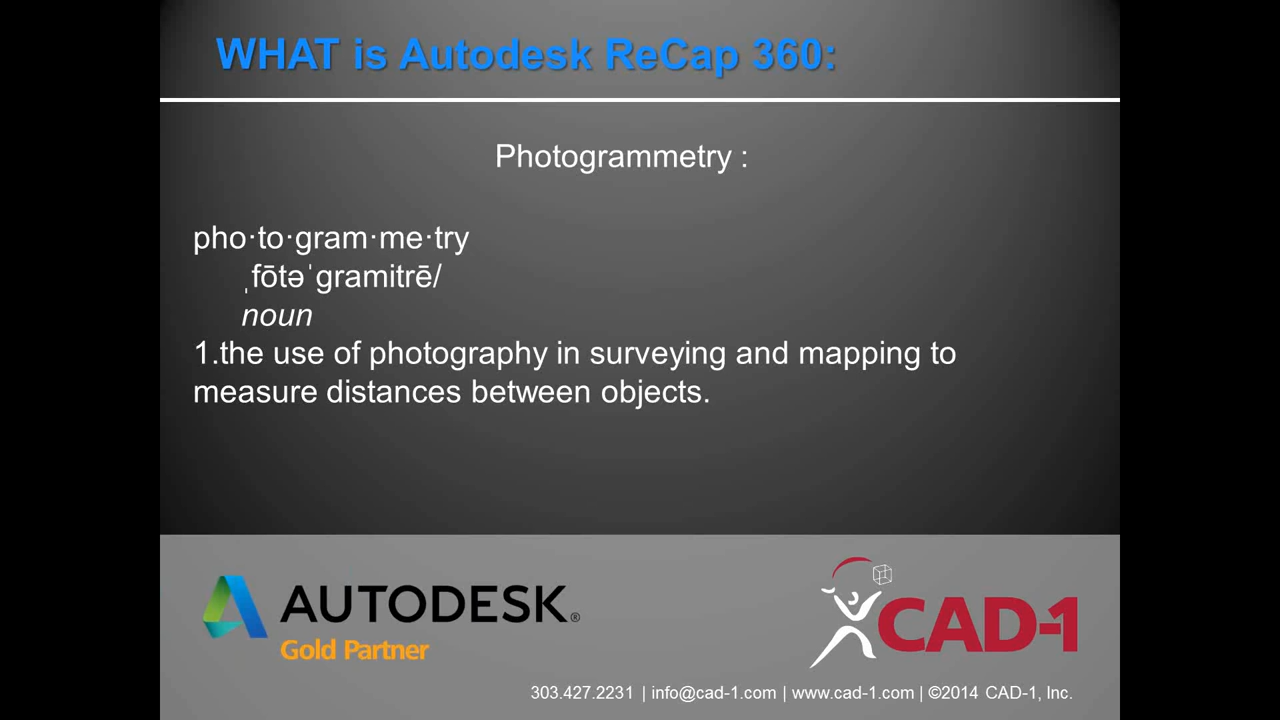 WHAT is Autodesk ReCap 360:
Photogrammetry :
pho·to·gram·me·try
ˌfōtəˈgramitrē/
noun
1.the use of photography in surveying and mapping to
measure distances between objects.
AUTODESK®
Gold Partner
CAD-1
303.427.2231 | info@cad-1.com | www.cad-1.com | ©2014 CAD-1, Inc.